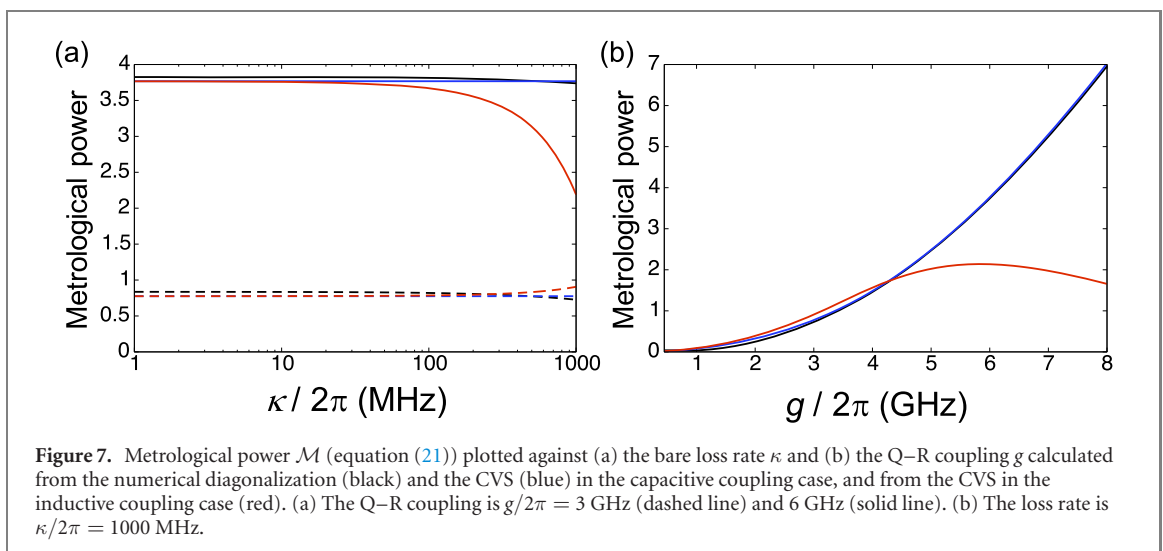 (a)
(b)
Metrological power
4
3.5
3
2.5
2
1.5
1
0.5
0
1
10
100
1000
κ / 2π (MHz)
Metrological power
7
6
5
4
3
2
1
0
1
2
3
4
5
6
7
8
g / 2π (GHz)
Figure 7. Metrological power ℳ (equation (21)) plotted against (a) the bare loss rate κ and (b) the Q–R coupling g calculated
from the numerical diagonalization (black) and the CVS (blue) in the capacitive coupling case, and from the CVS in the
inductive coupling case (red). (a) The Q–R coupling is g/2π = 3 GHz (dashed line) and 6 GHz (solid line). (b) The loss rate is
κ/2π = 1000 MHz.